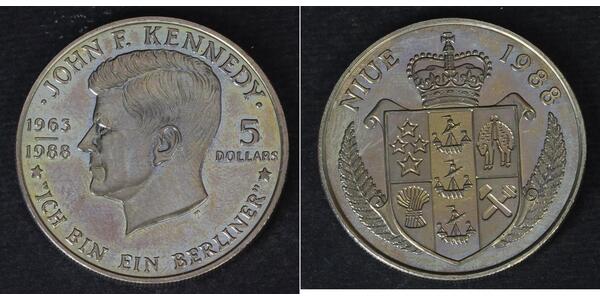 · JOHN F. KENNEDY ·
1963
1988
5
DOLLARS
★ "ICH BIN EIN BERLINER" ★
NIUE 1988